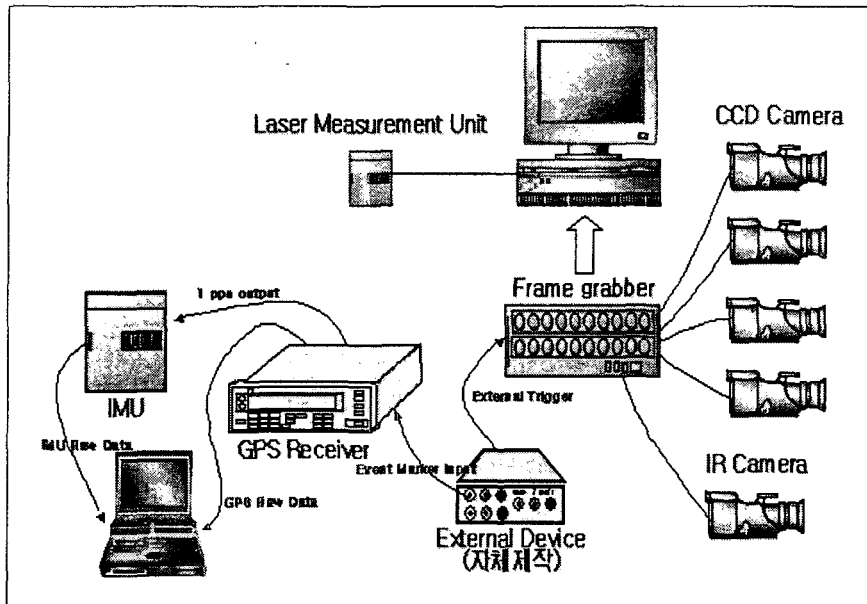 Laser Measurement Unit
CCD Camera
Frame grabber
1 pps output
IMU
GPS Receiver
External Trigger
IMU Raw Data
Event Marker Input
GPS Raw Data
IR Camera
External Device
(자체제작)